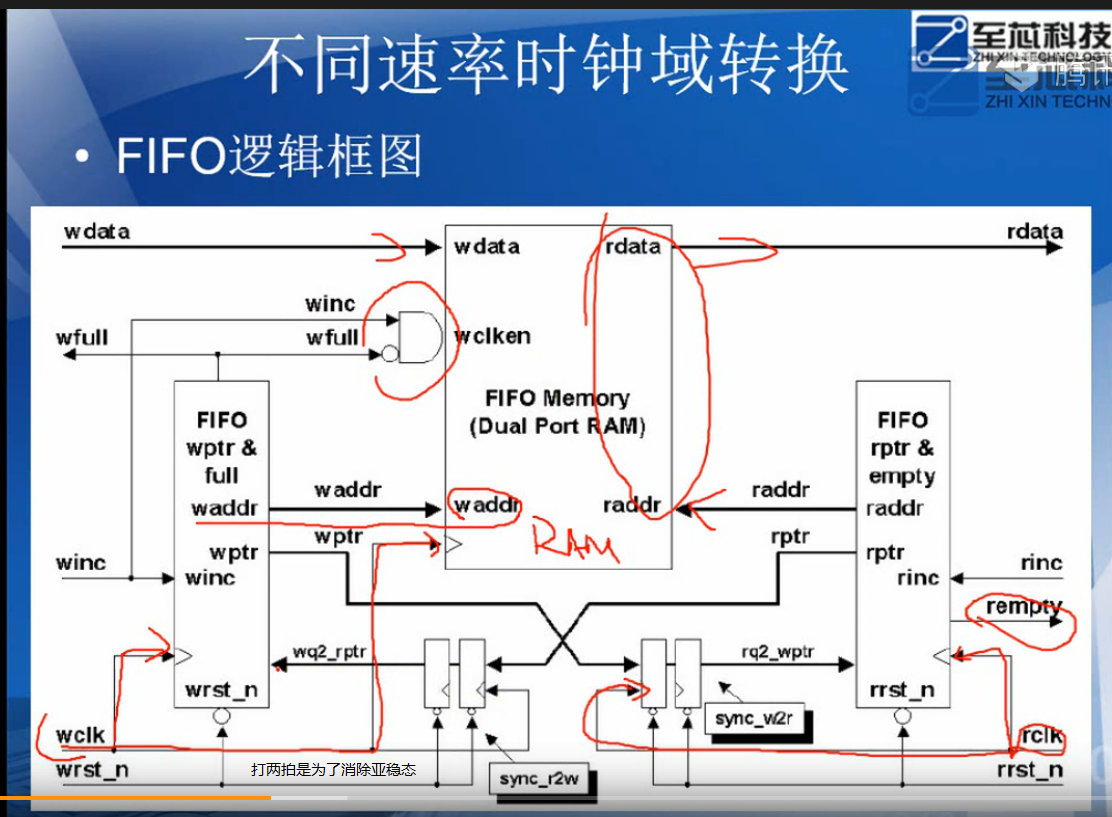 不同速率时钟域转换
至芯科技
ZHI XIN TECHNOLOGY
ZHI XIN TECHN
• FIFO逻辑框图
wdata
wdata
rdata
rdata
winc
wfull
wfull
wclken
FIFO Memory
(Dual Port RAM)
FIFO
wptr &
full
waddr
wptr
winc
wrst_n
FIFO
rptr &
empty
raddr
rptr
rinc
rrst_n
waddr
waddr
raddr
raddr
RAM
wptr
rptr
winc
rinc
rempty
wq2_rptr
rq2_wptr
sync_w2r
wclk
rclk
wrst_n
打两拍是为了消除亚稳态
sync_r2w
rrst_n